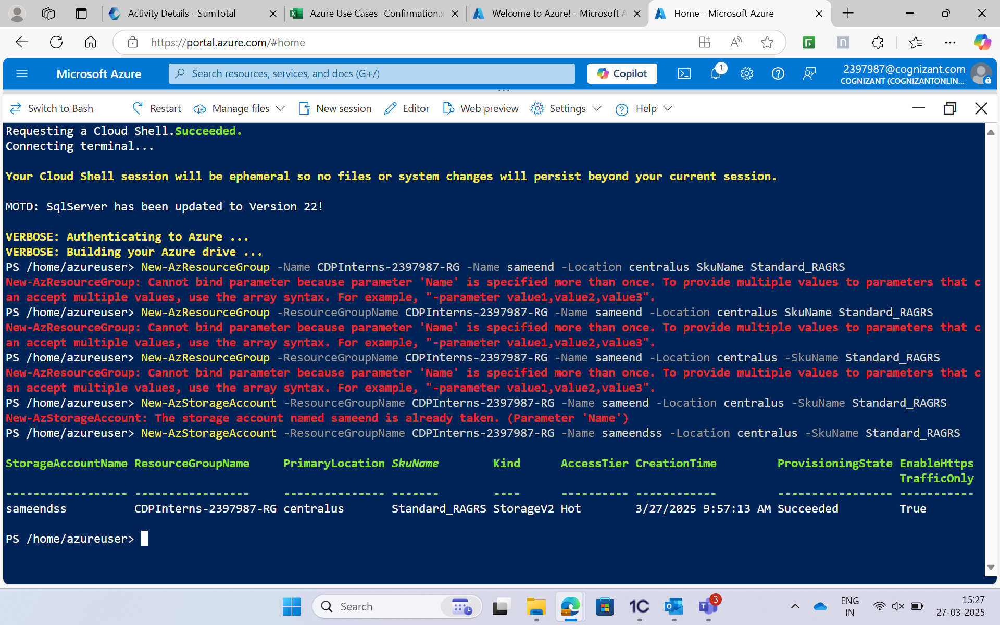 Activity Details - SumTotal
Azure Use Cases -Confirmation.x
Welcome to Azure! - Microsoft A
Home - Microsoft Azure
https://portal.azure.com/#home
Microsoft Azure
Search resources, services, and docs (G+/)
Copilot
1
2397987@cognizant.com
COGNIZANT (COGNIZANTONLIN...
Switch to Bash
Restart
Manage files
New session
Editor
Web preview
Settings
Help
Requesting a Cloud Shell.Succeeded.
Connecting terminal...
Your Cloud Shell session will be ephemeral so no files or system changes will persist beyond your current session.
MOTD: SqlServer has been updated to Version 22!
VERBOSE: Authenticating to Azure ...
VERBOSE: Building your Azure drive ...
PS /home/azureuser> New-AzResourceGroup -Name CDPInterns-2397987-RG -Name sameend -Location centralus SkuName Standard_RAGRS
New-AzResourceGroup: Cannot bind parameter because parameter 'Name' is specified more than once. To provide multiple values to parameters that c
an accept multiple values, use the array syntax. For example, "-parameter value1,value2,value3".
PS /home/azureuser> New-AzResourceGroup -ResourceGroupName CDPInterns-2397987-RG -Name sameend -Location centralus SkuName Standard_RAGRS
New-AzResourceGroup: Cannot bind parameter because parameter 'Name' is specified more than once. To provide multiple values to parameters that c
an accept multiple values, use the array syntax. For example, "-parameter value1,value2,value3".
PS /home/azureuser> New-AzResourceGroup -ResourceGroupName CDPInterns-2397987-RG -Name sameend -Location centralus -SkuName Standard_RAGRS
New-AzResourceGroup: Cannot bind parameter because parameter 'Name' is specified more than once. To provide multiple values to parameters that c
an accept multiple values, use the array syntax. For example, "-parameter value1,value2,value3".
PS /home/azureuser> New-AzStorageAccount -ResourceGroupName CDPInterns-2397987-RG -Name sameend -Location centralus -SkuName Standard_RAGRS
New-AzStorageAccount: The storage account named sameend is already taken. (Parameter 'Name')
PS /home/azureuser> New-AzStorageAccount -ResourceGroupName CDPInterns-2397987-RG -Name sameendss -Location centralus -SkuName Standard_RAGRS
StorageAccountName ResourceGroupName PrimaryLocation SkuName Kind AccessTier CreationTime ProvisioningState EnableHttps
TrafficOnly
------------------ ----------------- --------------- ------- ---- ---------- ------------ ----------------- -----------
sameendss CDPInterns-2397987-RG centralus Standard_RAGRS StorageV2 Hot 3/27/2025 9:57:13 AM Succeeded True
PS /home/azureuser>
Search
1C
3
ENG
IN
15:27
27-03-2025